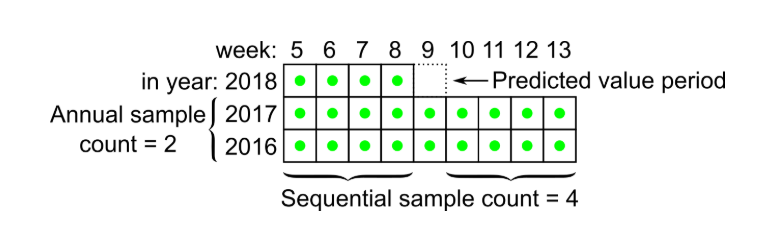 week: 5 6 7 8 9 10 11 12 13
in year: 2018 Predicted value period
Annual sample count = 2
2017
2016
Sequential sample count = 4